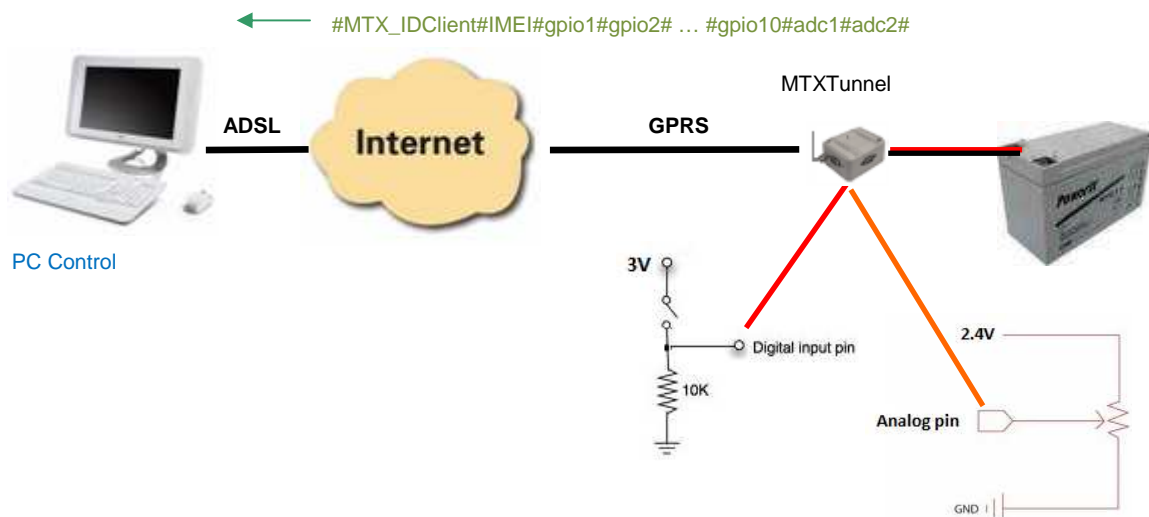 #MTX_IDClient#IMEI#gpio1#gpio2# … #gpio10#adc1#adc2#
MTXTunnel
ADSL
Internet
GPRS
PC Control
3V
Digital input pin
10K
2.4V
Analog pin
GND